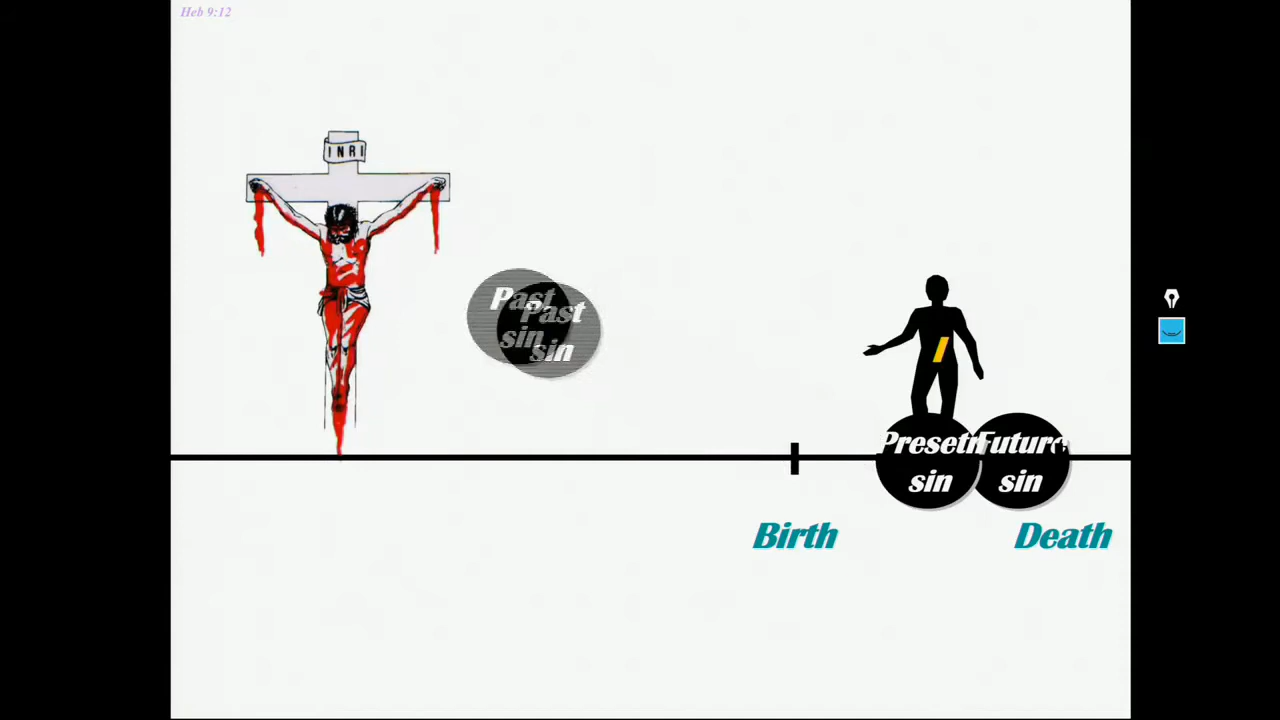 Heb 9:12
INRI
Past
sin
Past
sin
Presetn
sin
Future
sin
Birth
Death